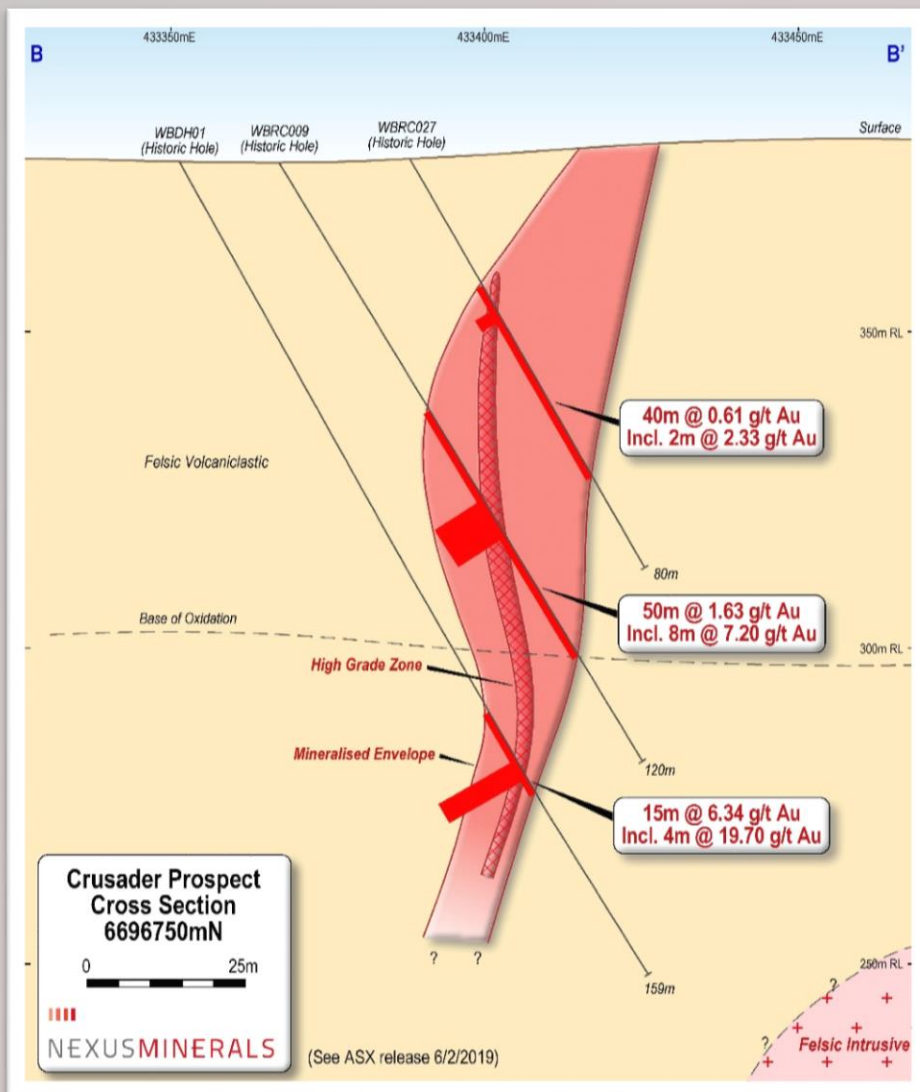 433350mE
433400mE
433450mE
B
B'
WBDH01
(Historic Hole)
WBRC009
(Historic Hole)
WBRC027
(Historic Hole)
Surface
350m RL
40m @ 0.61 g/t Au
Incl. 2m @ 2.33 g/t Au
Felsic Volcaniclastic
80m
50m @ 1.63 g/t Au
Incl. 8m @ 7.20 g/t Au
Base of Oxidation
300m RL
High Grade Zone
Mineralised Envelope
120m
15m @ 6.34 g/t Au
Incl. 4m @ 19.70 g/t Au
Crusader Prospect
Cross Section
6696750mN
0 25m
NEXUSMINERALS
? ?
250m RL
159m
?
?
Felsic Intrusive
(See ASX release 6/2/2019)